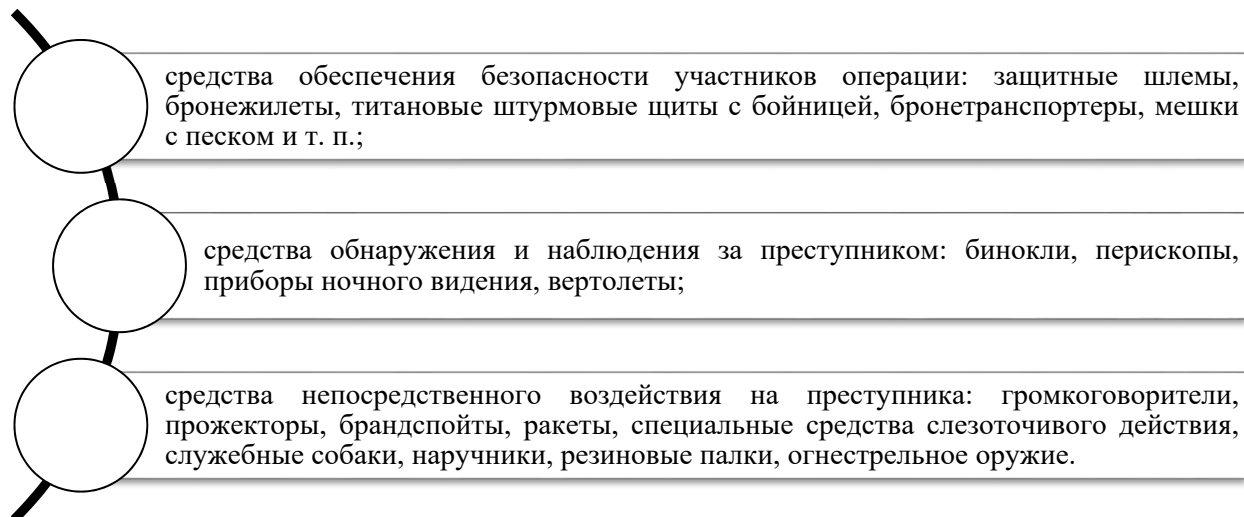 средства обеспечения безопасности участников операции: защитные шлемы,
бронежилеты, титановые штурмовые щиты с бойницей, бронетранспортеры, мешки
с песком и т. п.;
средства обнаружения и наблюдения за преступником: бинокли, перископы,
приборы ночного видения, вертолеты;
средства непосредственного воздействия на преступника: громкоговорители,
прожекторы, брандспойты, ракеты, специальные средства слезоточивого действия,
служебные собаки, наручники, резиновые палки, огнестрельное оружие.